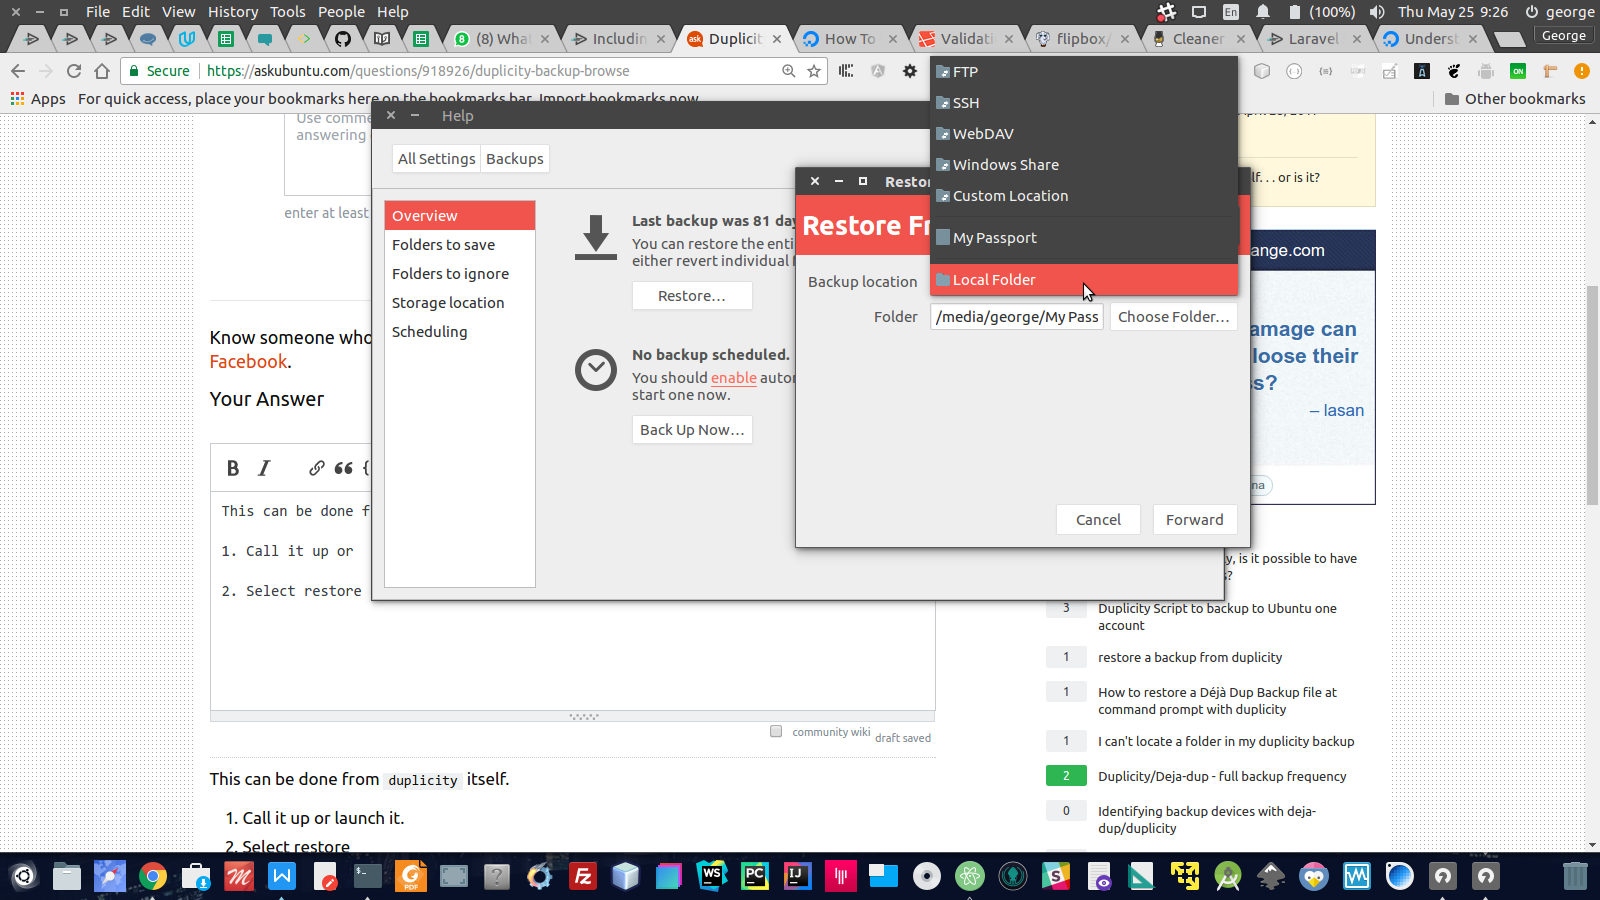 File Edit View History Tools People Help
En (100%) Thu May 25 9:26 george
(8) Wha Includin Duplicit How To Validati flipbox/ Cleaner Laravel Underst George
Secure https://askubuntu.com/questions/918926/duplicity-backup-browse
Apps For quick access, place your bookmarks here on the bookmarks bar. Import bookmarks now... Other bookmarks
Use comme
answering
enter at least
Know someone who
Facebook.
Your Answer
B I
This can be done f
1. Call it up or
2. Select restore
community wiki
draft saved
This can be done from duplicity itself.
1. Call it up or launch it.
2. Select restore
Help
All Settings Backups
Overview
Folders to save
Folders to ignore
Storage location
Scheduling
Last backup was 81 day
You can restore the enti
either revert individual f
Restore...
No backup scheduled.
You should enable autor
start one now.
Back Up Now...
Resto
Restore Fr
Backup location
FTP
SSH
WebDAV
Windows Share
Custom Location
My Passport
Local Folder
Folder /media/george/My Pass Choose Folder...
Cancel Forward
lf. . . or is it?
ange.com
amage can
loose their
s?
– lasan
na
y, is it possible to have
s?
3 Duplicity Script to backup to Ubuntu one
account
1 restore a backup from duplicity
1 How to restore a Déjà Dup Backup file at
command prompt with duplicity
1 I can't locate a folder in my duplicity backup
2 Duplicity/Deja-dup - full backup frequency
0 Identifying backup devices with deja-
dup/duplicity
PDF
FZ
WS
PC
IJ